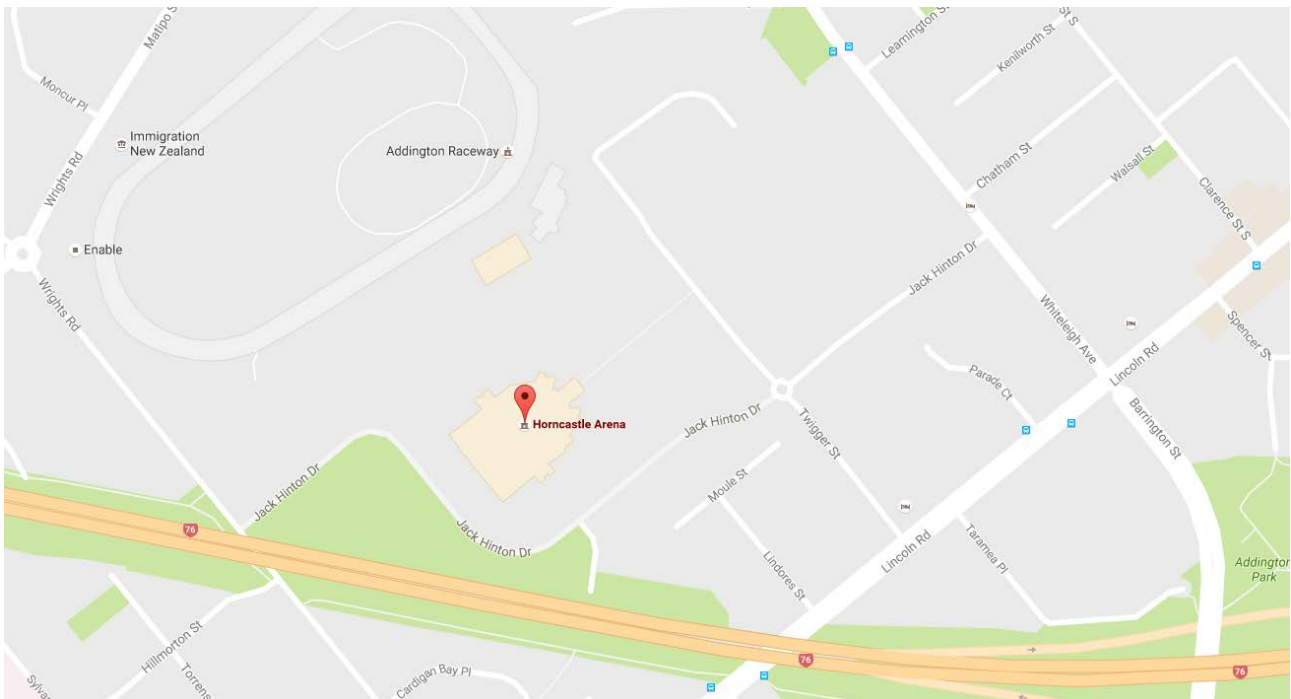 Matipo S
Moncur Pl
Immigration
New Zealand
Wrights Rd
Enable
Wrights Rd
Addington Raceway
Leamington St
Kenilworth St
St S
Chatham St
Walsall St
Clarence St S
Jack Hinton Dr
Whiteleigh Ave
Lincoln Rd
Spencer St
Parade Ct
Barrington St
Horncastle Arena
Jack Hinton Dr
Twigger St
Moule St
Jack Hinton Dr
Jack Hinton Dr
76
Lindores St
Lincoln Rd
Taramea Pl
Addington
Park
Hillmorton St
Torrens
Sylva
Cardigan Bay Pl
76
76